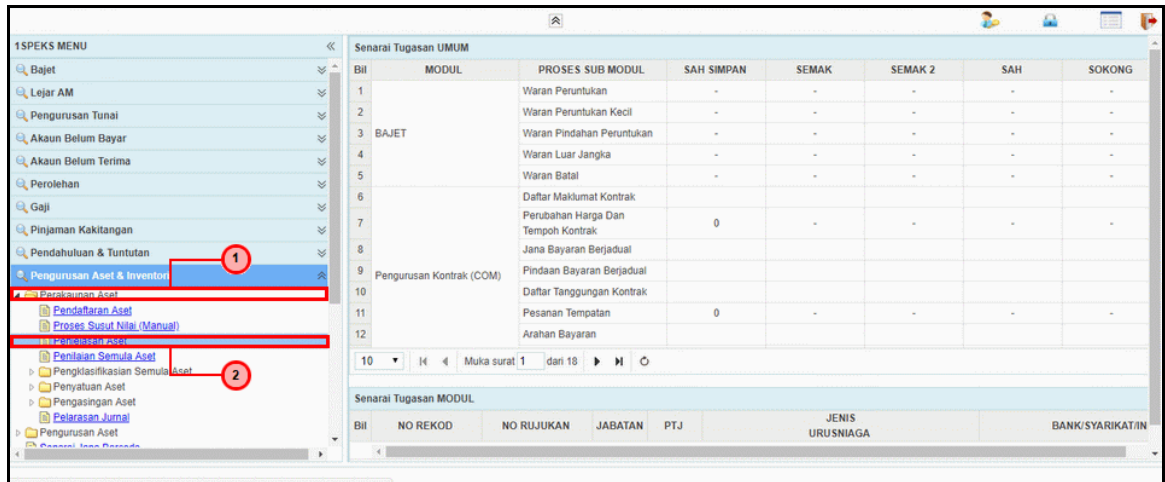 1SPEKS MENU
Bajet
Lejar AM
Pengurusan Tunai
Akaun Belum Bayar
Akaun Belum Terima
Perolehan
Gaji
Pinjaman Kakitangan
Pendahuluan & Tuntutan
1
Pengurusan Aset & Inventori
Perakaunan Aset
Pendaftaran Aset
Proses Susut Nilai (Manual)
Penjelasan Aset
Penilaian Semula Aset
Pengklasifikasian Semula Aset
2
Penyatuan Aset
Pengasingan Aset
Pelarasan Jurnal
Pengurusan Aset
Senarai Tugasan UMUM
Bil MODUL PROSES SUB MODUL SAH SIMPAN SEMAK SEMAK 2 SAH SOKONG
1 Waran Peruntukan - - - - -
2 Waran Peruntukan Kecil - - - - -
3 BAJET Waran Pindahan Peruntukan - - - - -
4 Waran Luar Jangka - - - - -
5 Waran Batal - - - - -
6 Daftar Maklumat Kontrak
7 Perubahan Harga Dan
Tempoh Kontrak 0 - - - -
8 Jana Bayaran Berjadual
9 Pengurusan Kontrak (COM) Pindaan Bayaran Berjadual
10 Daftar Tanggungan Kontrak
11 Pesanan Tempatan 0 - - - -
12 Arahan Bayaran
10 Muka surat 1 dari 18
Senarai Tugasan MODUL
Bil NO REKOD NO RUJUKAN JABATAN PTJ JENIS
URUSNIAGA BANK/SYARIKAT/IN